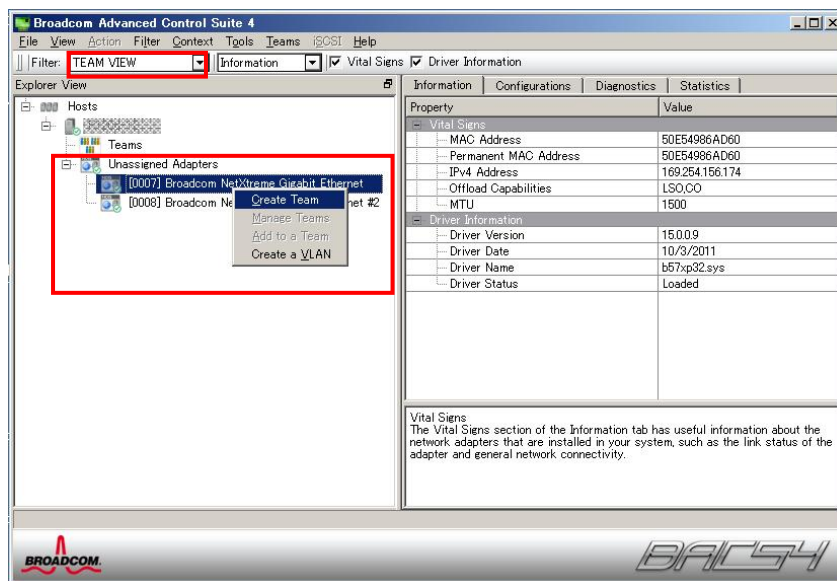 Broadcom Advanced Control Suite 4
File View Action Filter Context Tools Teams iSCSI Help
Filter: TEAM VIEW Information Vital Signs Driver Information
Explorer View
Hosts
Teams
Unassigned Adapters
[0007] Broadcom NetXtreme Gigabit Ethernet
[0008] Broadcom Ne net #2
Create Team
Manage Teams
Add to a Team
Create a VLAN
Information Configurations Diagnostics Statistics
Property Value
Vital Signs
MAC Address 50E54986AD60
Permanent MAC Address 50E54986AD60
IPv4 Address 169.254.156.174
Offload Capabilities LSO,CO
MTU 1500
Driver Information
Driver Version 15.0.0.9
Driver Date 10/3/2011
Driver Name b57xp32.sys
Driver Status Loaded
Vital Signs
The Vital Signs section of the Information tab has useful information about the
network adapters that are installed in your system, such as the link status of the
adapter and general network connectivity.
BROADCOM.
BACS4